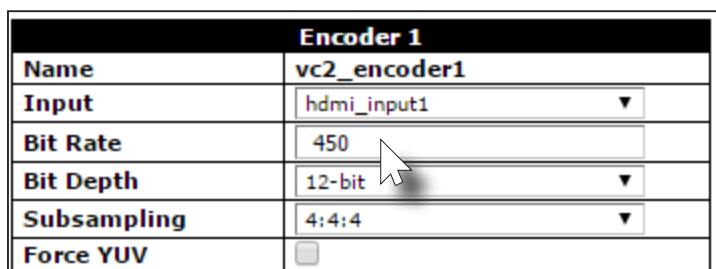 Encoder 1
Name vc2_encoder1
Input hdmi_input1
Bit Rate 450
Bit Depth 12-bit
Subsampling 4:4:4
Force YUV